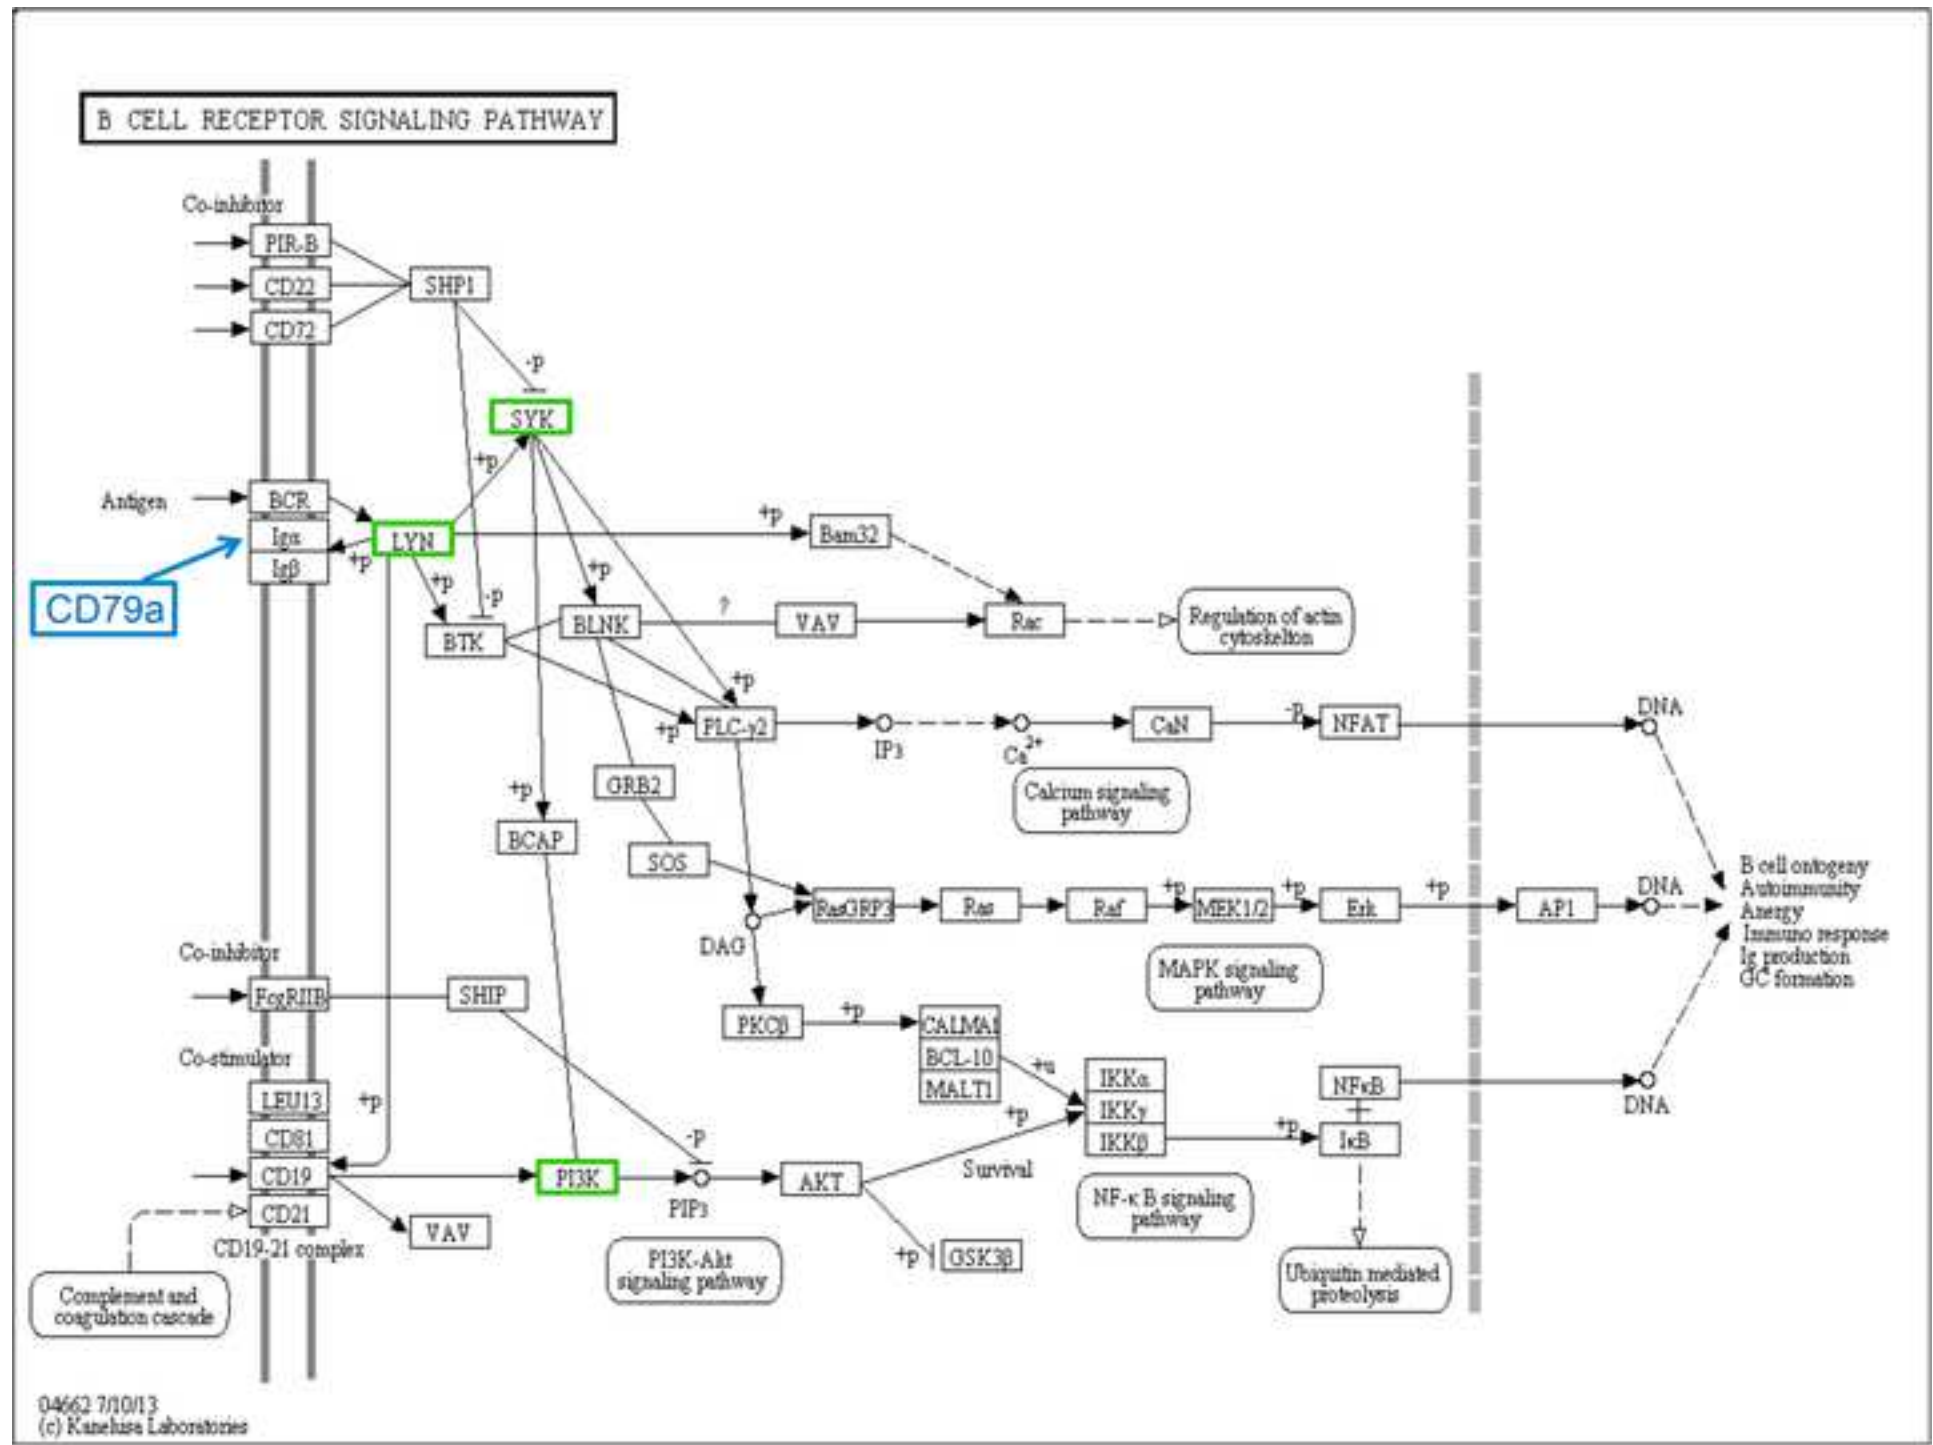 B CELL RECEPTOR SIGNALING PATHWAY
Co-inhibitor
PIR-B
CD22
CD72
SHP1
-p
SYK
+p
Antigen
BCR
Igα
Igβ
LYN
+p
CD79a
+p
Bam32
+p
-p
+p
BTK
BLNK
?
VAV
Rac
Regulation of actin
cytoskelton
+p
+p
PLC-γ2
IP3
Ca2+
CaN
-p
NFAT
DNA
Calcium signaling
pathway
GRB2
+p
BCAP
SOS
RasGRP3
Ras
Raf
+p
MEK1/2
+p
Erk
+p
AP1
DNA
B cell ontogeny
Autoimmunity
Anergy
Immuno response
Ig production
GC formation
DAG
MAPK signaling
pathway
Co-inhibitor
FcgRIIB
SHIP
PKCβ
+p
CALMA1
BCL-10
MALT1
+u
IKKα
IKKγ
IKKβ
+p
+p
NFκB
IκB
DNA
Co-stimulator
LEU13
CD81
CD19
CD21
+p
CD19-21 complex
VAV
PI3K
-p
PIP3
AKT
Survival
+p
GSK3β
PI3K-Akt
signaling pathway
NF-κ B signaling
pathway
Ubiquitin mediated
proteolysis
Complement and
coagulation cascade
04662 7/10/13
(c) Kanehisa Laboratories